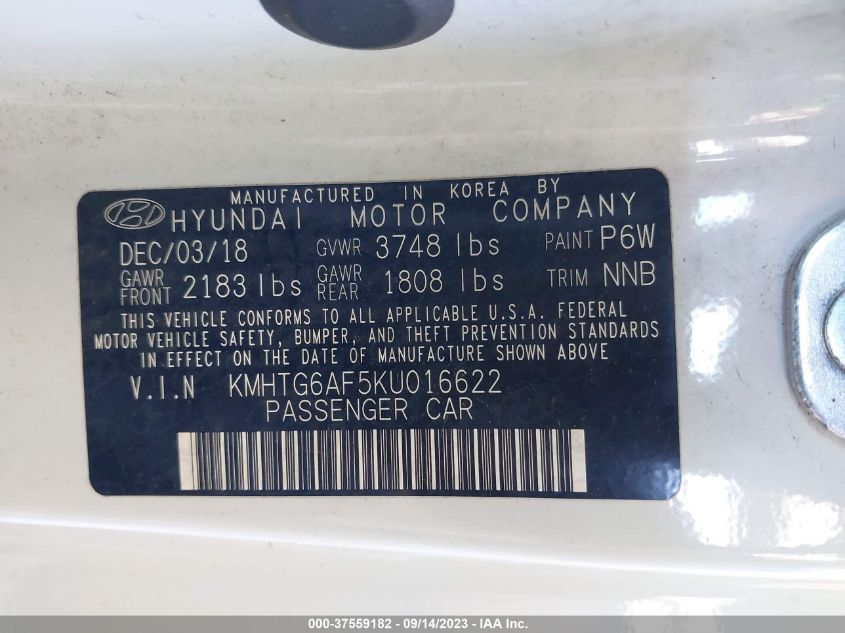 MANUFACTURED IN KOREA BY
HYUNDAI MOTOR COMPANY
DEC/03/18 GVWR 3748 lbs PAINT P6W
GAWR FRONT 2183 lbs GAWR REAR 1808 lbs TRIM NNB
THIS VEHICLE CONFORMS TO ALL APPLICABLE U.S.A. FEDERAL
MOTOR VEHICLE SAFETY, BUMPER, AND THEFT PREVENTION STANDARDS
IN EFFECT ON THE DATE OF MANUFACTURE SHOWN ABOVE
V.I.N KMHTG6AF5KU016622
PASSENGER CAR
000-37559182 - 09/14/2023 - IAA Inc.